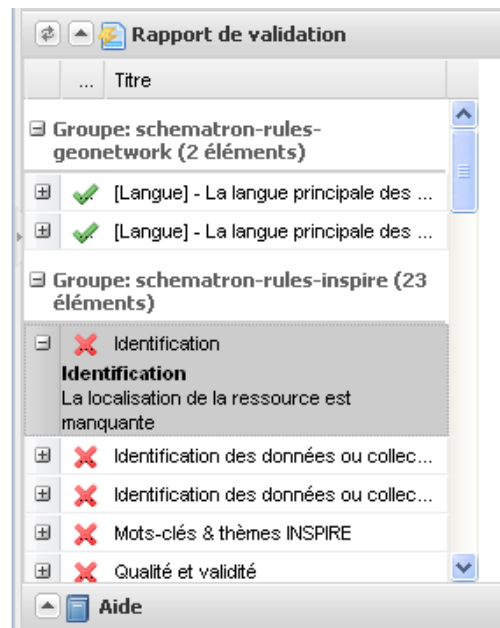 Rapport de validation
... Titre
Groupe: schematron-rules-
geonetwork (2 éléments)
[Langue] - La langue principale des ...
[Langue] - La langue principale des ...
Groupe: schematron-rules-inspire (23
éléments)
Identification
Identification
La localisation de la ressource est
manquante
Identification des données ou collec...
Identification des données ou collec...
Mots-clés & thèmes INSPIRE
Qualité et validité
Aide